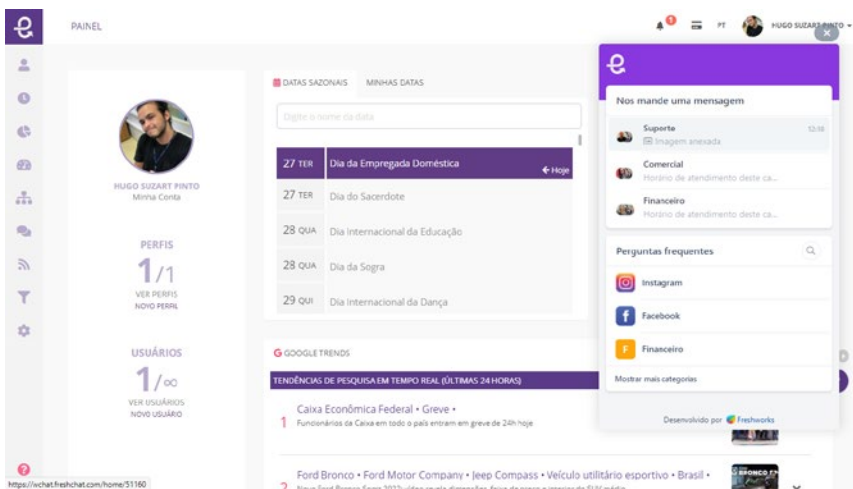 PAINEL
1
PT
HUGO SUZART PINTO
HUGO SUZART PINTO
Minha Conta
PERFIS
1/1
VER PERFIS
NOVO PERFIL
USUÁRIOS
1/∞
VER USUÁRIOS
NOVO USUÁRIO
DATAS SAZONAIS
MINHAS DATAS
Digite o nome da data
27 TER Dia da Empregada Doméstica
Hoje
27 TER Dia do Sacerdote
28 QUA Dia Internacional da Educação
28 QUA Dia da Sogra
29 QUI Dia Internacional da Dança
GOOGLE TRENDS
TENDÊNCIAS DE PESQUISA EM TEMPO REAL (ÚLTIMAS 24 HORAS)
1 Caixa Econômica Federal • Greve •
Funcionários da Caixa em todo o país entram em greve de 24h hoje
2 Ford Bronco • Ford Motor Company • Jeep Compass • Veículo utilitário esportivo • Brasil •
Nos mande uma mensagem
Suporte
Imagem anexada
Comercial
Horário de atendimento deste ca...
Financeiro
Horário de atendimento deste ca...
Perguntas frequentes
Instagram
Facebook
F Financeiro
Mostrar mais categorias
Desenvolvido por Freshworks
https://wchat.freshchat.com/home/51160